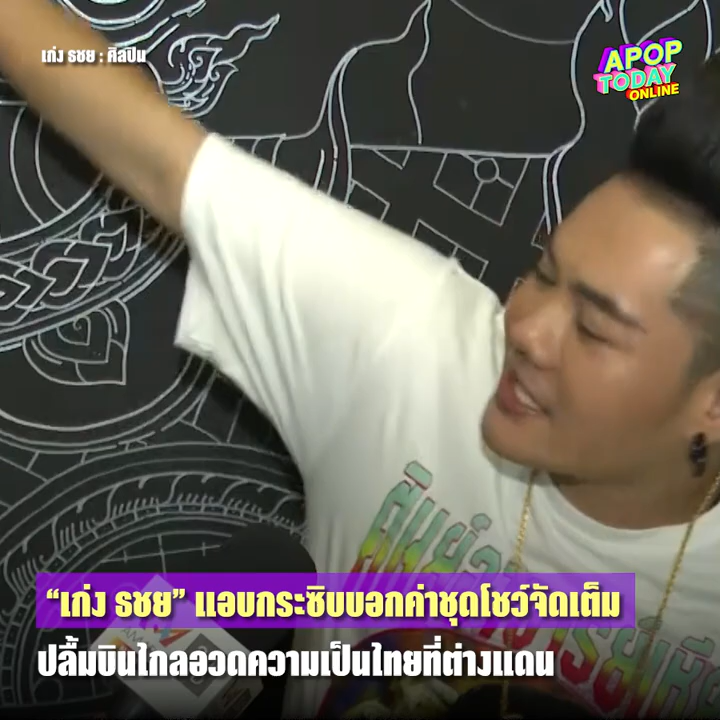 เก่ง ธชย : ศิลปิน
APOP
TODAY
ONLINE
“เก่ง ธชย” แอบกระซิบบอกค่าชุดโชว์จัดเต็ม
ปลื้มบินไกลอวดความเป็นไทยที่ต่างแดน